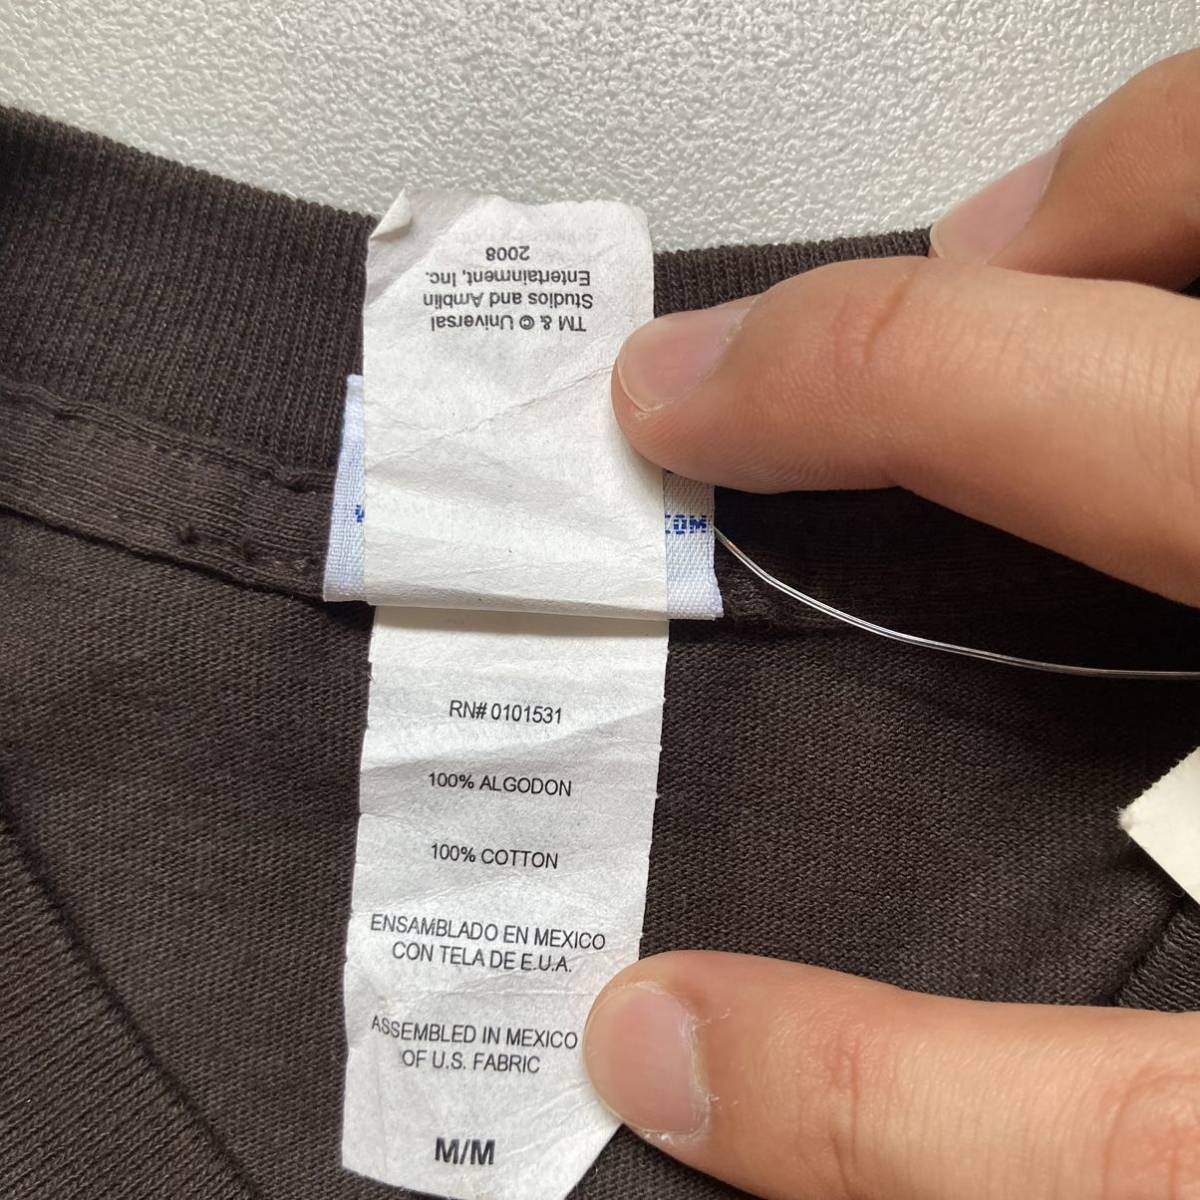 TM & © Universal
Studios and Amblin
Entertainment, Inc.
2008
RN# 0101531
100% ALGODON
100% COTTON
ENSAMBLADO EN MEXICO
CON TELA DE E.U.A.
ASSEMBLED IN MEXICO
OF U.S. FABRIC
M/M